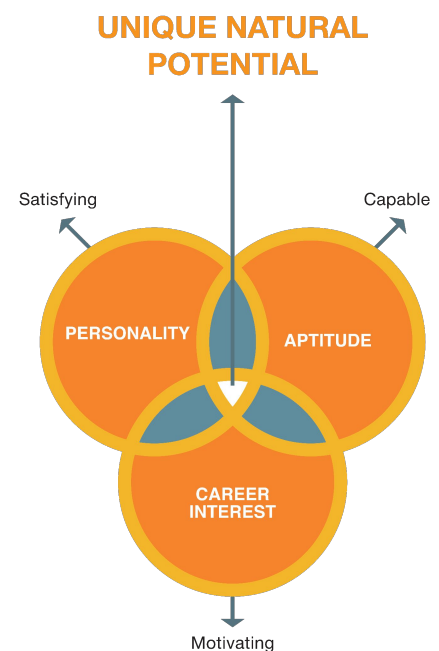 UNIQUE NATURAL
POTENTIAL
Satisfying
Capable
PERSONALITY
APTITUDE
CAREER
INTEREST
Motivating